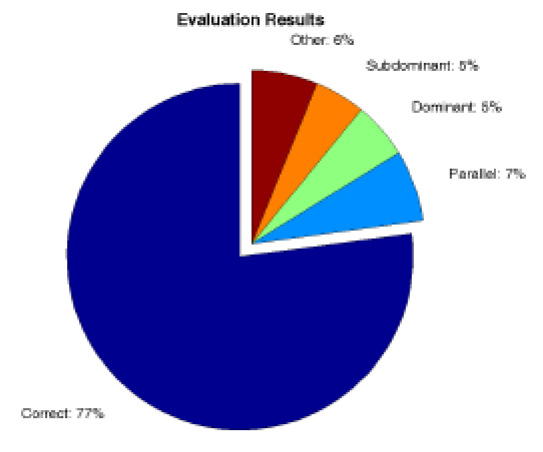 Evaluation Results
Other: 6%
Subdominant: 5%
Dominant: 5%
Parallel: 7%
Correct: 77%